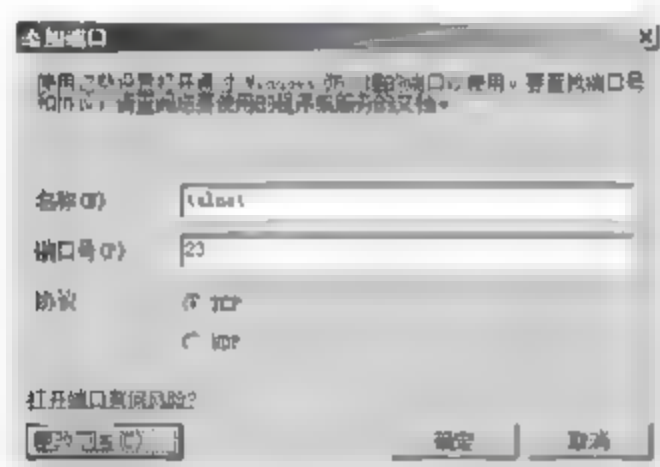 添加端口
使用这些设置打开通过 Windows 防火墙的端口。要查找端口号
和协议，请查阅您要使用的程序或服务的文档。
名称(N) telnet
端口号(P) 23
协议 TCP
UDP
打开端口有何风险?
更改范围(C)
确定 取消